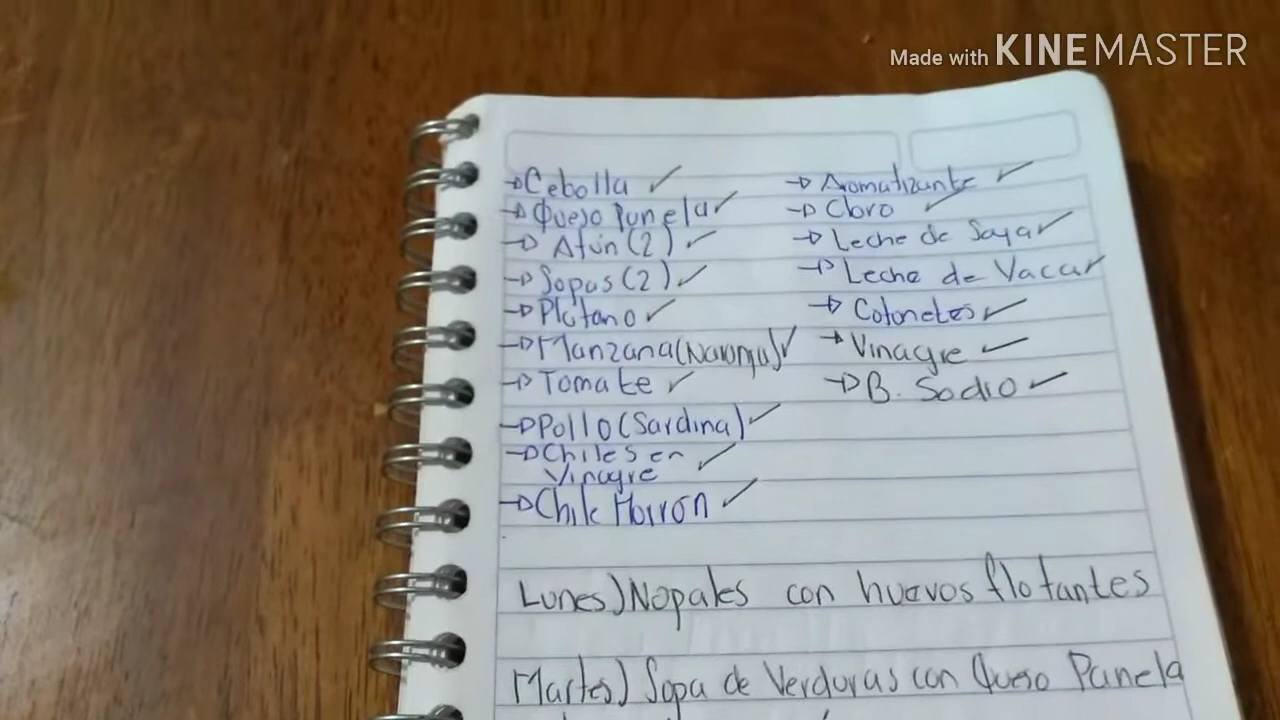 Made with KINEMASTER
→Cebolla ✓
→Queso Panela ✓
→Atún (2) ✓
→Sopas (2) ✓
→Plátano ✓
→Manzana (Naranja) ✓
→Tomate ✓
→Pollo (Sardina) ✓
→Chiles en
Vinagre ✓
→Chile Morrón ✓
→Aromatizante ✓
→Cloro ✓
→Leche de Soya ✓
→Leche de Vaca ✓
→Cotonetes ✓
→Vinagre ✓
→B. Sodio ✓
Lunes) Nopales con huevos flotantes
Martes) Sopa de Verduras con Queso Panela